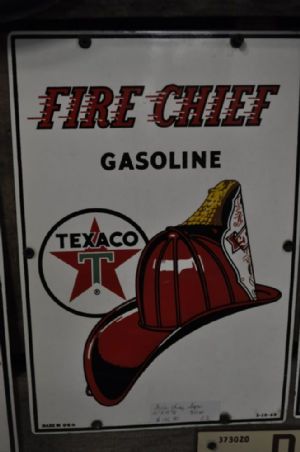 FIRE CHIEF
GASOLINE
TEXACO
T
®
MADE IN U.S.A.
373020